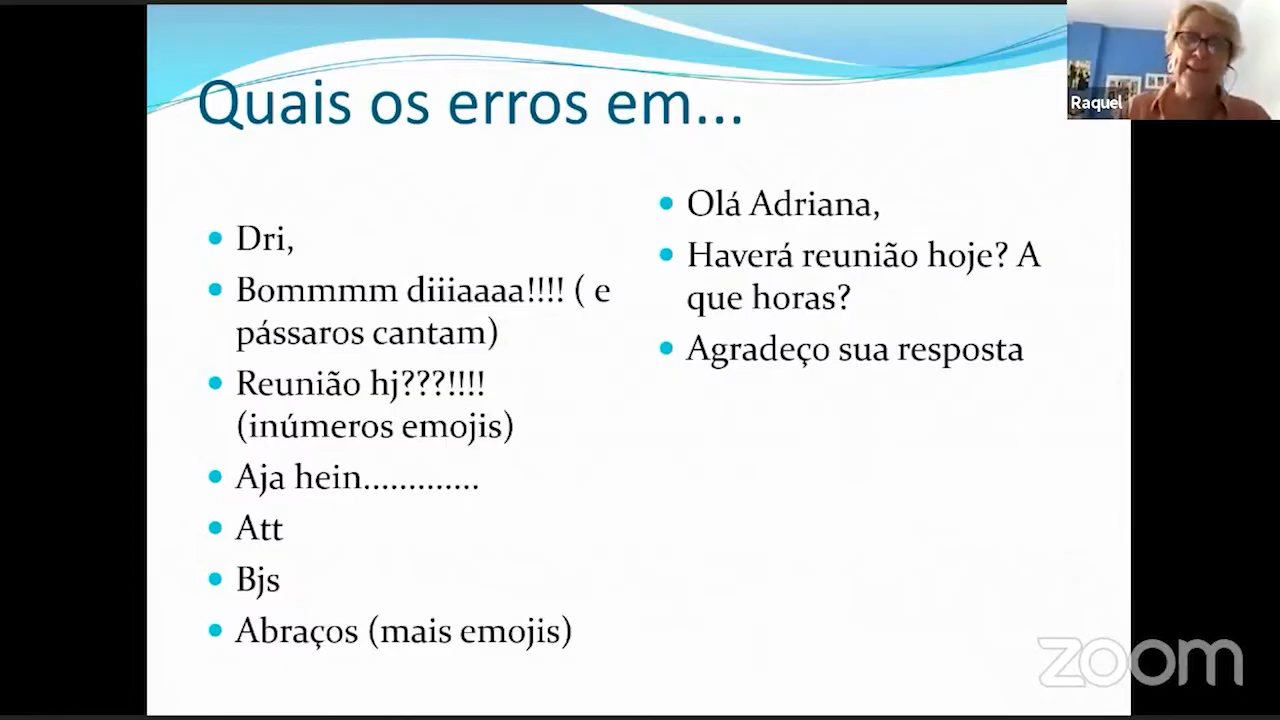 Quais os erros em...
Dri,
Bommmm diiiaaaa!!!! ( e
pássaros cantam)
Reunião hj???!!!!
(inúmeros emojis)
Aja hein.............
Att
Bjs
Abraços (mais emojis)
Olá Adriana,
Haverá reunião hoje? A
que horas?
Agradeço sua resposta
Raquel
zoom